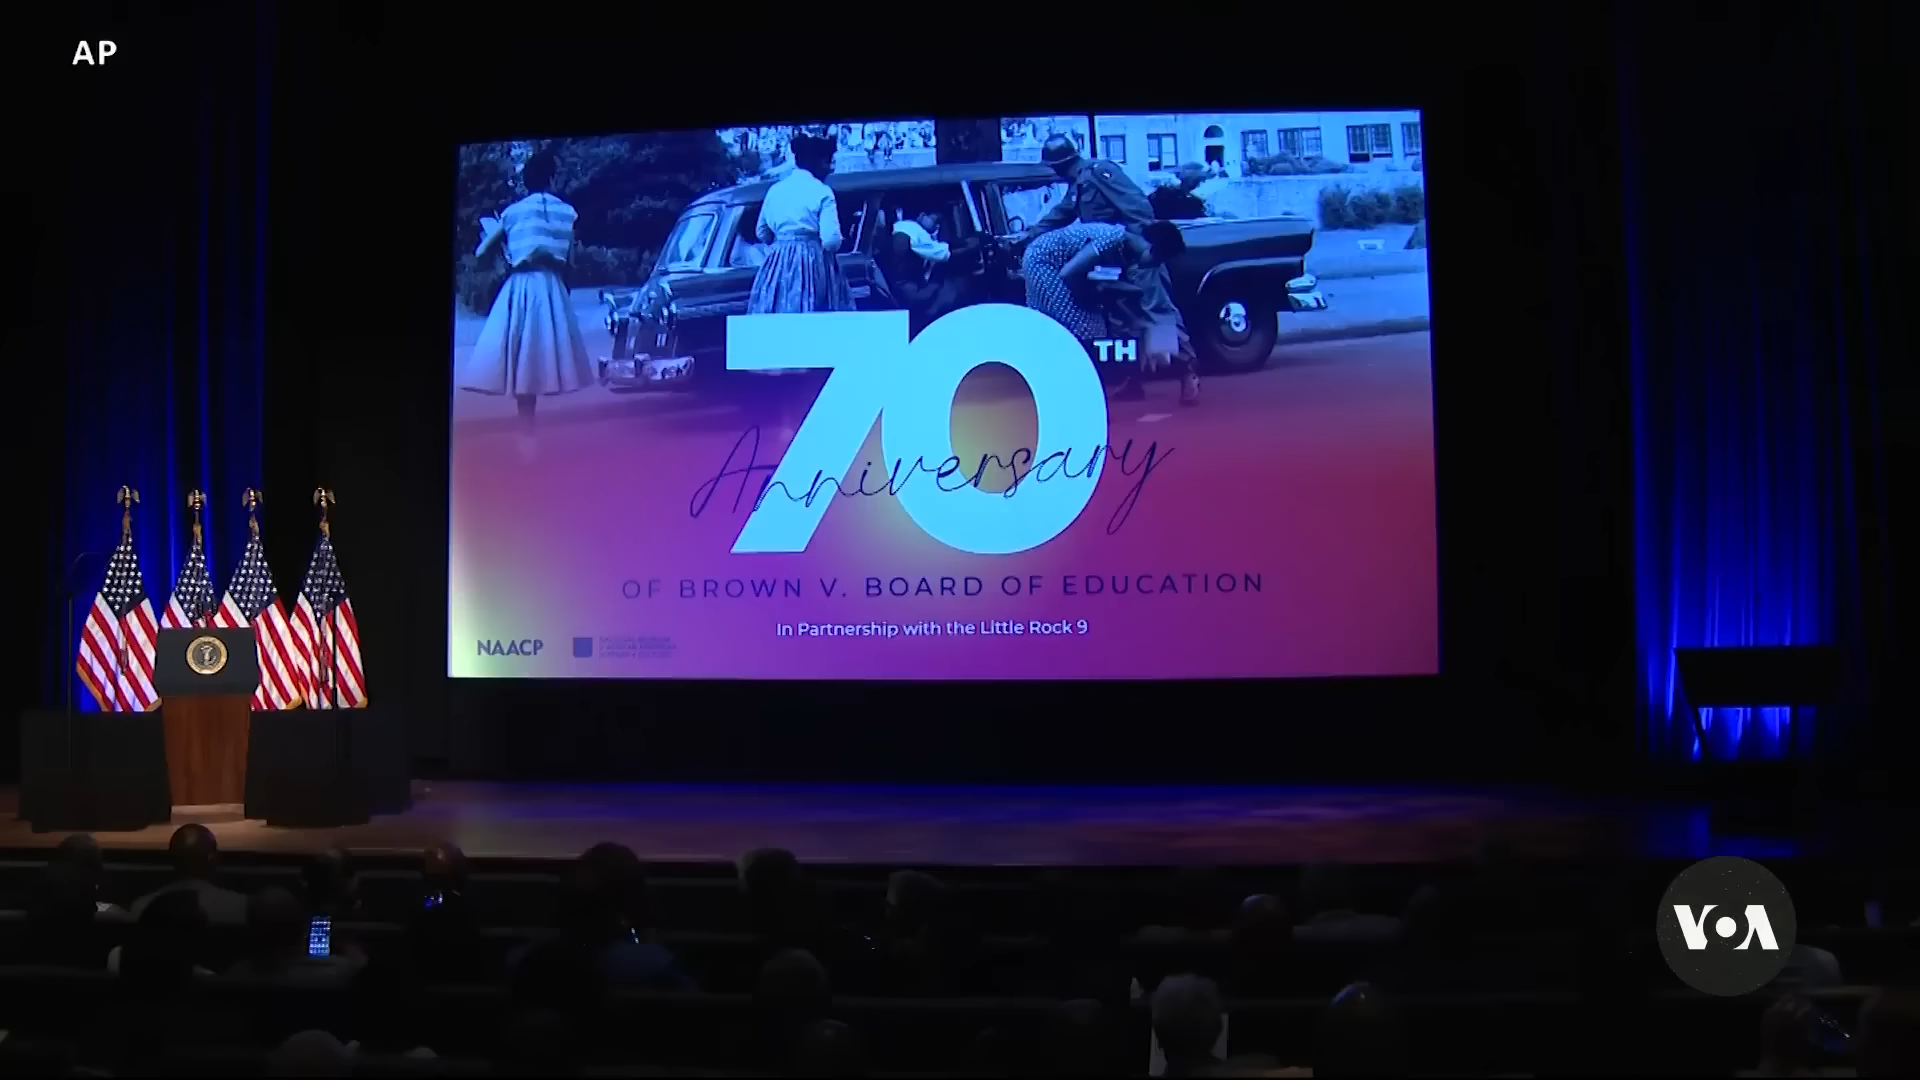 AP
70TH
Anniversary
OF BROWN V. BOARD OF EDUCATION
In Partnership with the Little Rock 9
NAACP
VOA